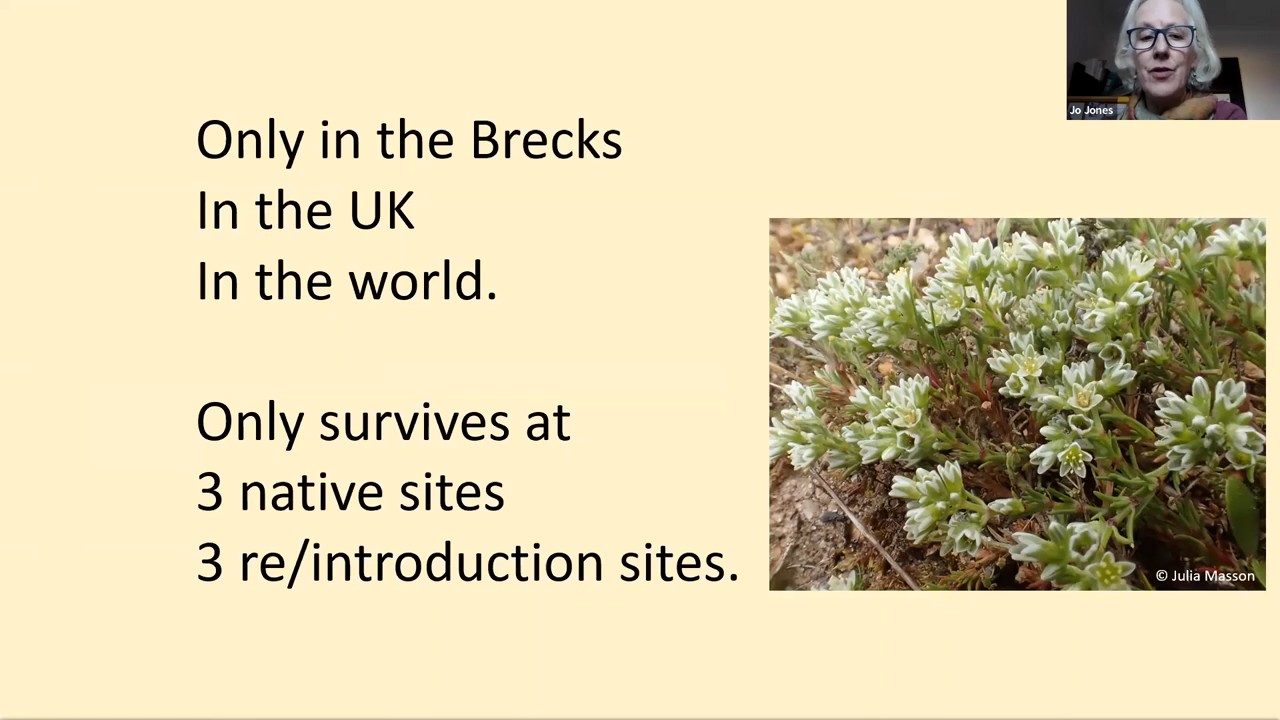 Only in the Brecks
In the UK
In the world.
Only survives at
3 native sites
3 re/introduction sites.
© Julia Masson
Jo Jones